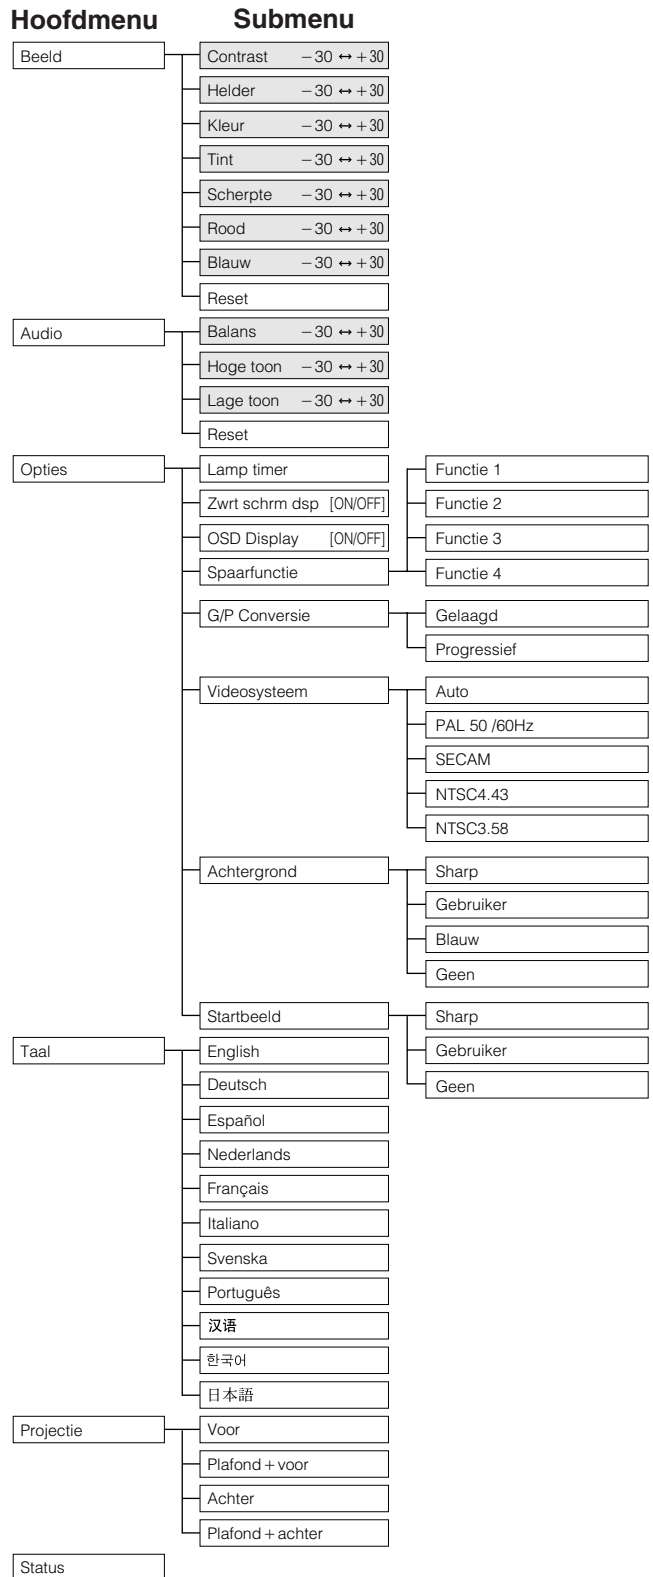 Hoofdmenu Submenu
Beeld Contrast −30 ↔ +30
Helder −30 ↔ +30
Kleur −30 ↔ +30
Tint −30 ↔ +30
Scherpte −30 ↔ +30
Rood −30 ↔ +30
Blauw −30 ↔ +30
Reset
Audio Balans −30 ↔ +30
Hoge toon −30 ↔ +30
Lage toon −30 ↔ +30
Reset
Opties Lamp timer Functie 1
Zwrt schrm dsp [ON/OFF] Functie 2
OSD Display [ON/OFF] Functie 3
Spaarfunctie Functie 4
G/P Conversie Gelaagd
Progressief
Videosysteem Auto
PAL 50 /60Hz
SECAM
NTSC4.43
NTSC3.58
Achtergrond Sharp
Gebruiker
Blauw
Geen
Startbeeld Sharp
Taal English Gebruiker
Deutsch Geen
Español
Nederlands
Français
Italiano
Svenska
Português
汉语
한국어
日本語
Projectie Voor
Plafond+voor
Achter
Plafond+achter
Status